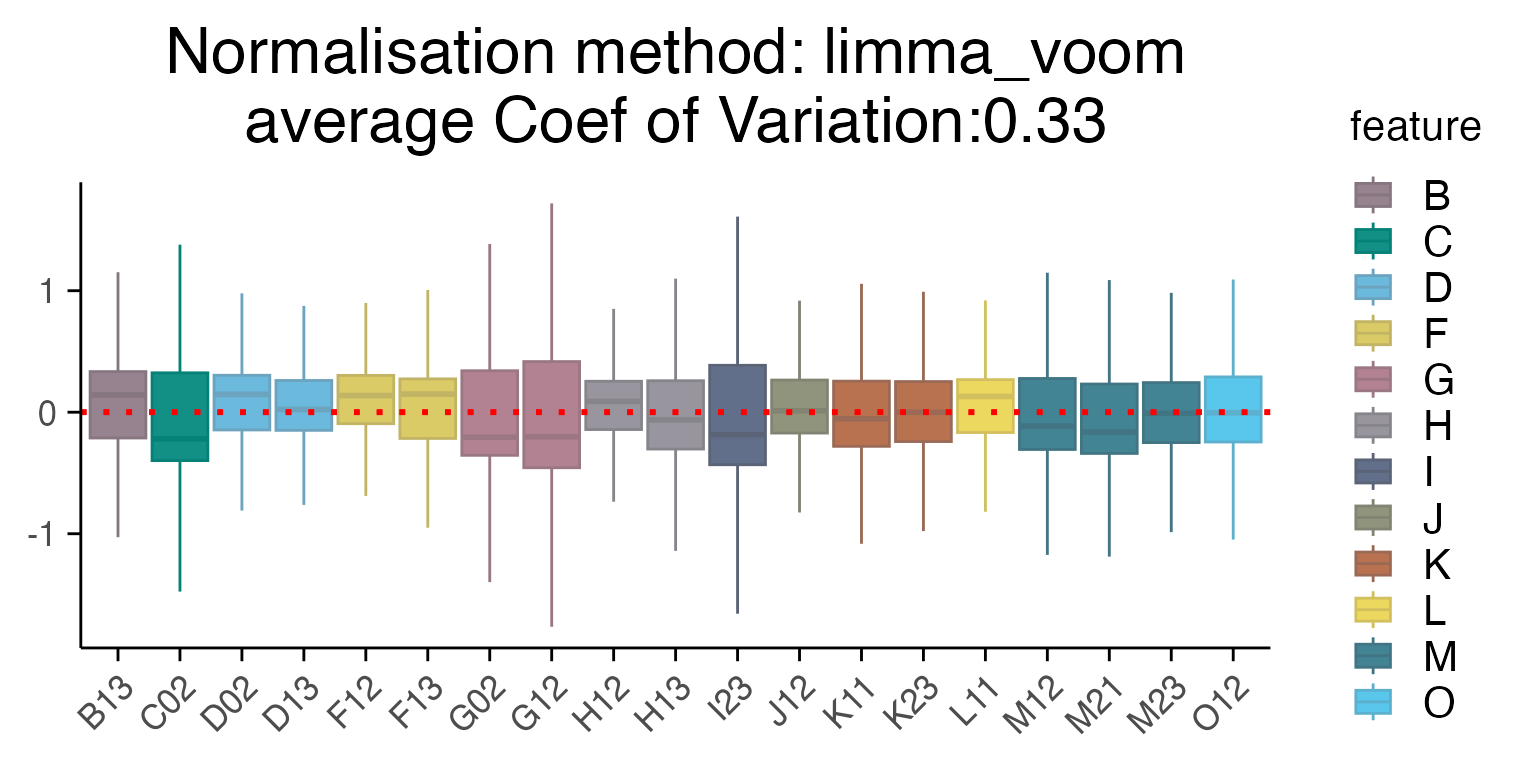 Normalisation method: limma_voom
average Coef of Variation:0.33
feature
B
C
D
F
G
H
I
J
K
L
M
O
1
0
-1
B13
C02
D02
D13
F12
F13
G02
G12
H12
H13
I23
J12
K11
K23
L11
M12
M21
M23
O12